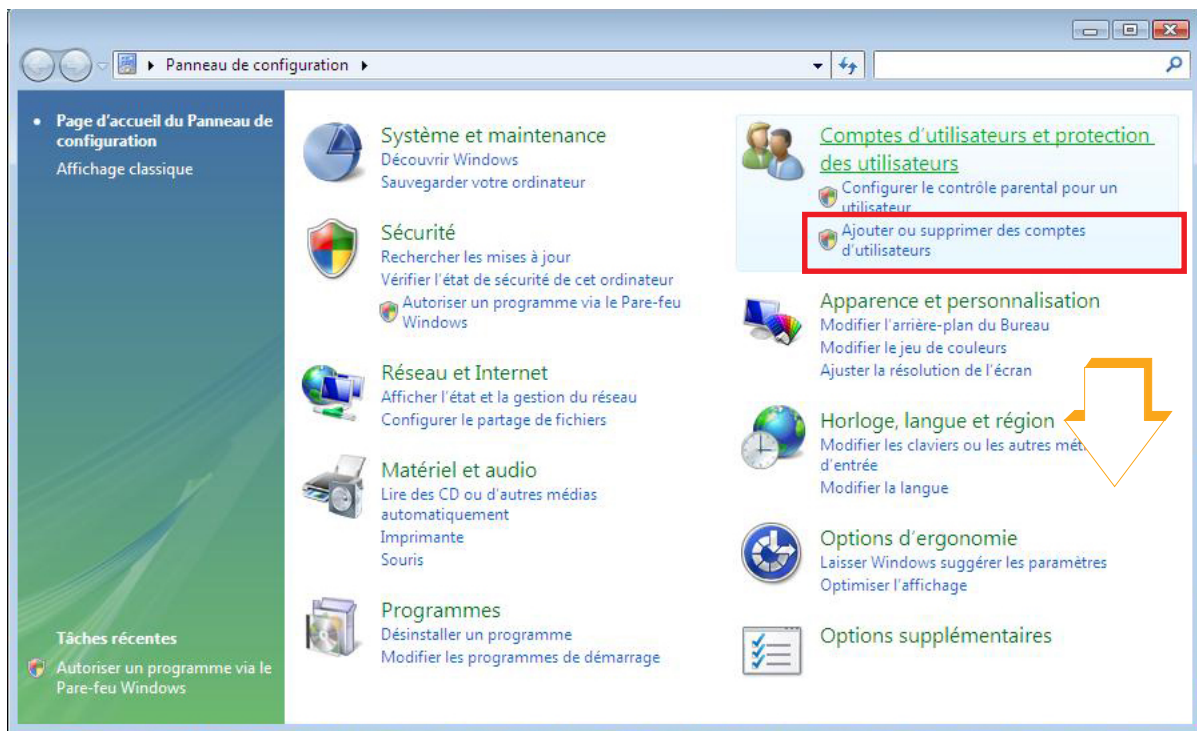 Panneau de configuration
Page d'accueil du Panneau de
configuration
Affichage classique
Système et maintenance
Découvrir Windows
Sauvegarder votre ordinateur
Sécurité
Rechercher les mises à jour
Vérifier l'état de sécurité de cet ordinateur
Autoriser un programme via le Pare-feu
Windows
Réseau et Internet
Afficher l'état et la gestion du réseau
Configurer le partage de fichiers
Matériel et audio
Lire des CD ou d'autres médias
automatiquement
Imprimante
Souris
Programmes
Désinstaller un programme
Modifier les programmes de démarrage
Comptes d'utilisateurs et protection
des utilisateurs
Configurer le contrôle parental pour un
utilisateur
Ajouter ou supprimer des comptes
d'utilisateurs
Apparence et personnalisation
Modifier l'arrière-plan du Bureau
Modifier le jeu de couleurs
Ajuster la résolution de l'écran
Horloge, langue et région
Modifier les claviers ou les autres
d'entrée
Modifier la langue
Options d'ergonomie
Laisser Windows suggérer les paramètres
Optimiser l'affichage
Options supplémentaires
Tâches récentes
Autoriser un programme via le
Pare-feu Windows